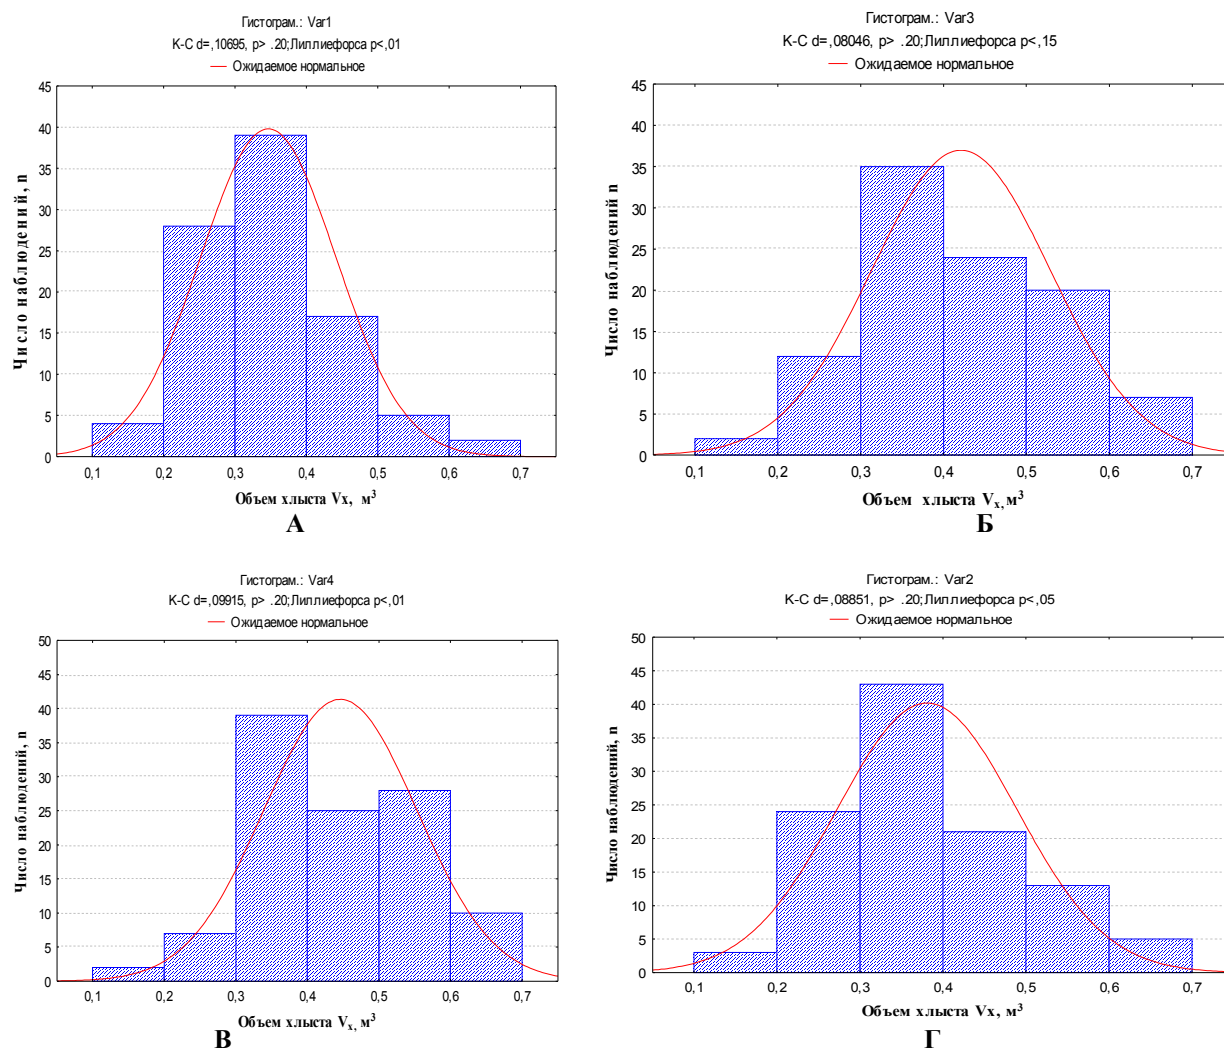 Гистограм.: Var1
K-C d=,10695, p> .20;Лиллиефорса p<,01
Ожидаемое нормальное
Число наблюдений, n
45
40
35
30
25
20
15
10
5
0
0,1 0,2 0,3 0,4 0,5 0,6 0,7
Объем хлыста Vx, м³
А
Гистограм.: Var3
K-C d=,08046, p> .20;Лиллиефорса p<,15
Ожидаемое нормальное
Число наблюдений n
45
40
35
30
25
20
15
10
5
0
0,1 0,2 0,3 0,4 0,5 0,6 0,7
Объем хлыста Vx, м³
Б
Гистограм.: Var4
K-C d=,09915, p> .20;Лиллиефорса p<,01
Ожидаемое нормальное
Число наблюдений, n
50
45
40
35
30
25
20
15
10
5
0
0,1 0,2 0,3 0,4 0,5 0,6 0,7
Объем хлыста Vx, м³
В
Гистограм.: Var2
K-C d=,08851, p> .20;Лиллиефорса p<,05
Ожидаемое нормальное
Число наблюдений, n
50
45
40
35
30
25
20
15
10
5
0
0,1 0,2 0,3 0,4 0,5 0,6 0,7
Объем хлыста Vx, м³
Г